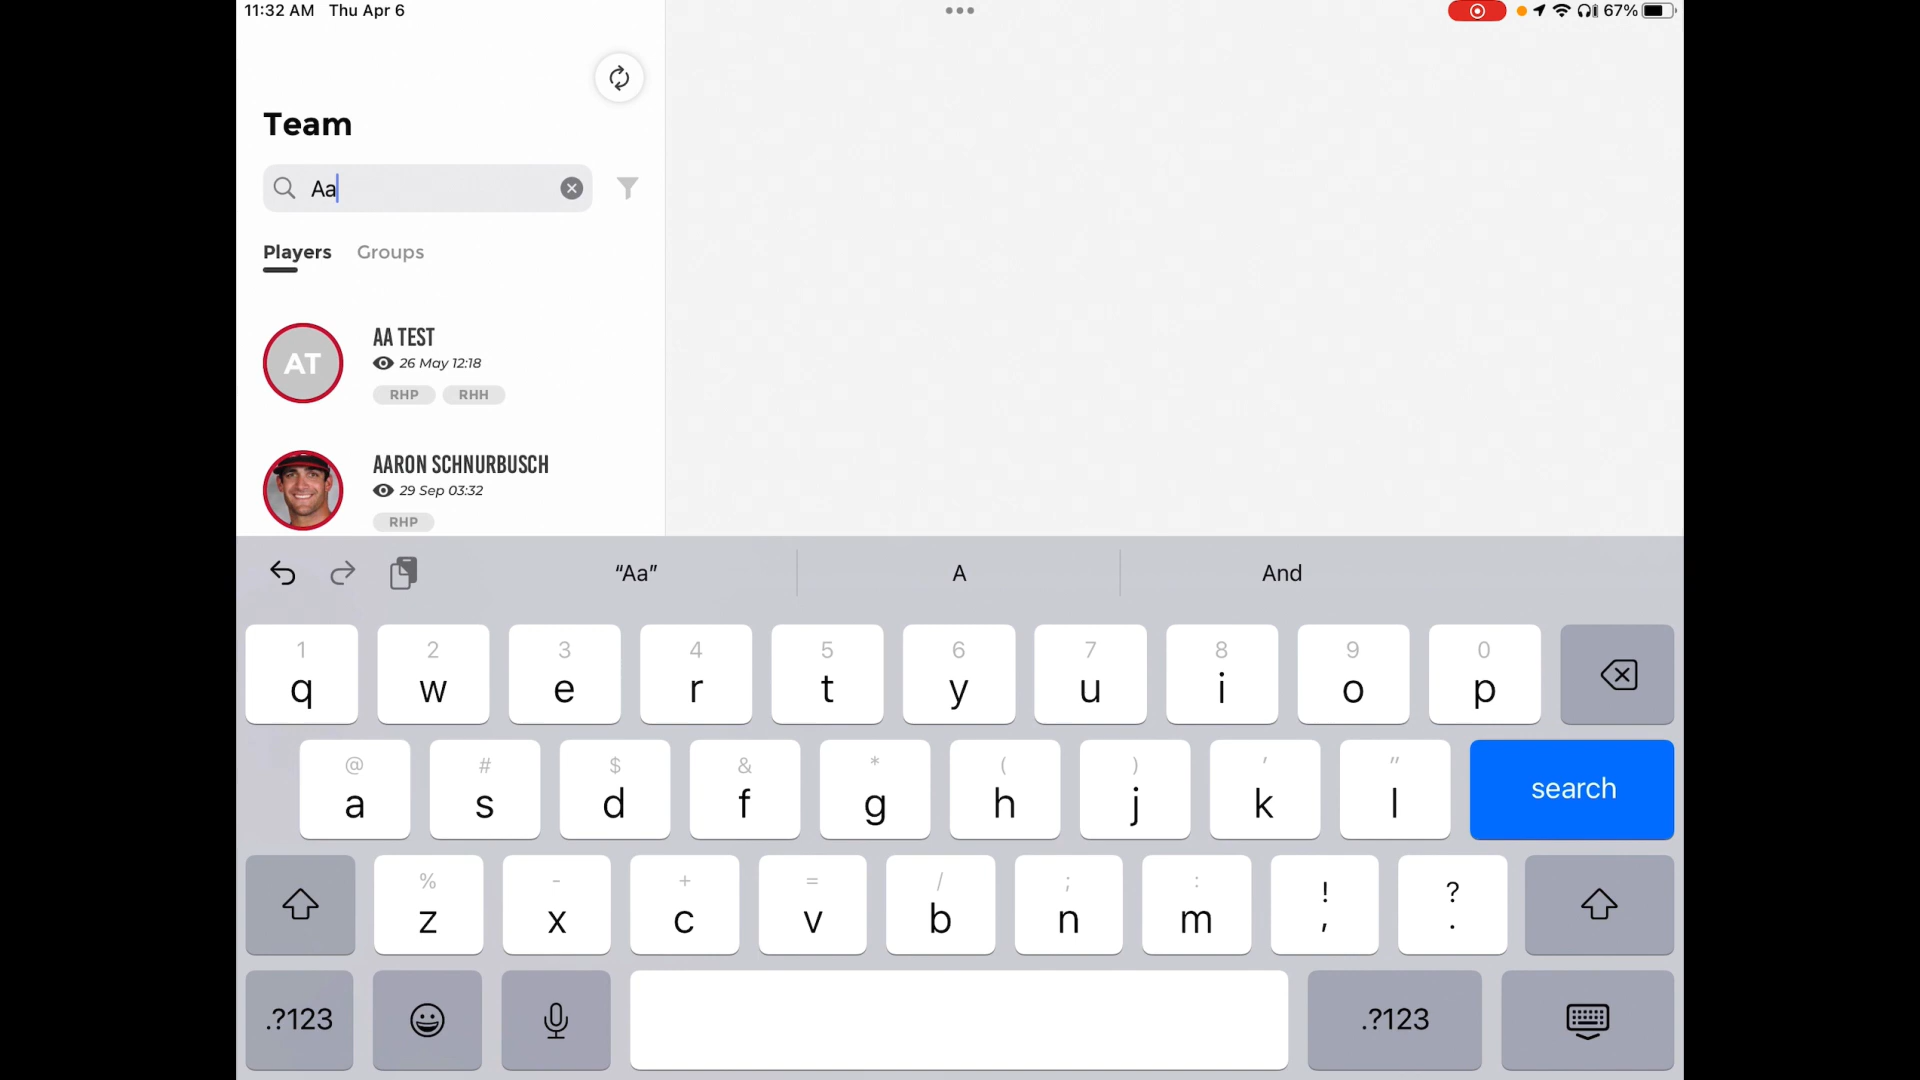 11:32 AM Thu Apr 6
67%
Team
Aa
Players Groups
AT
AA TEST
26 May 12:18
RHP RHH
AARON SCHNURBUSCH
29 Sep 03:32
RHP
“Aa” A And
1 2 3 4 5 6 7 8 9 0
q w e r t y u i o p
@ # $ & * ( ) ' "
a s d f g h j k l search
% - + = / ; : ! ?
z x c v b n m , .
.?123 .?123